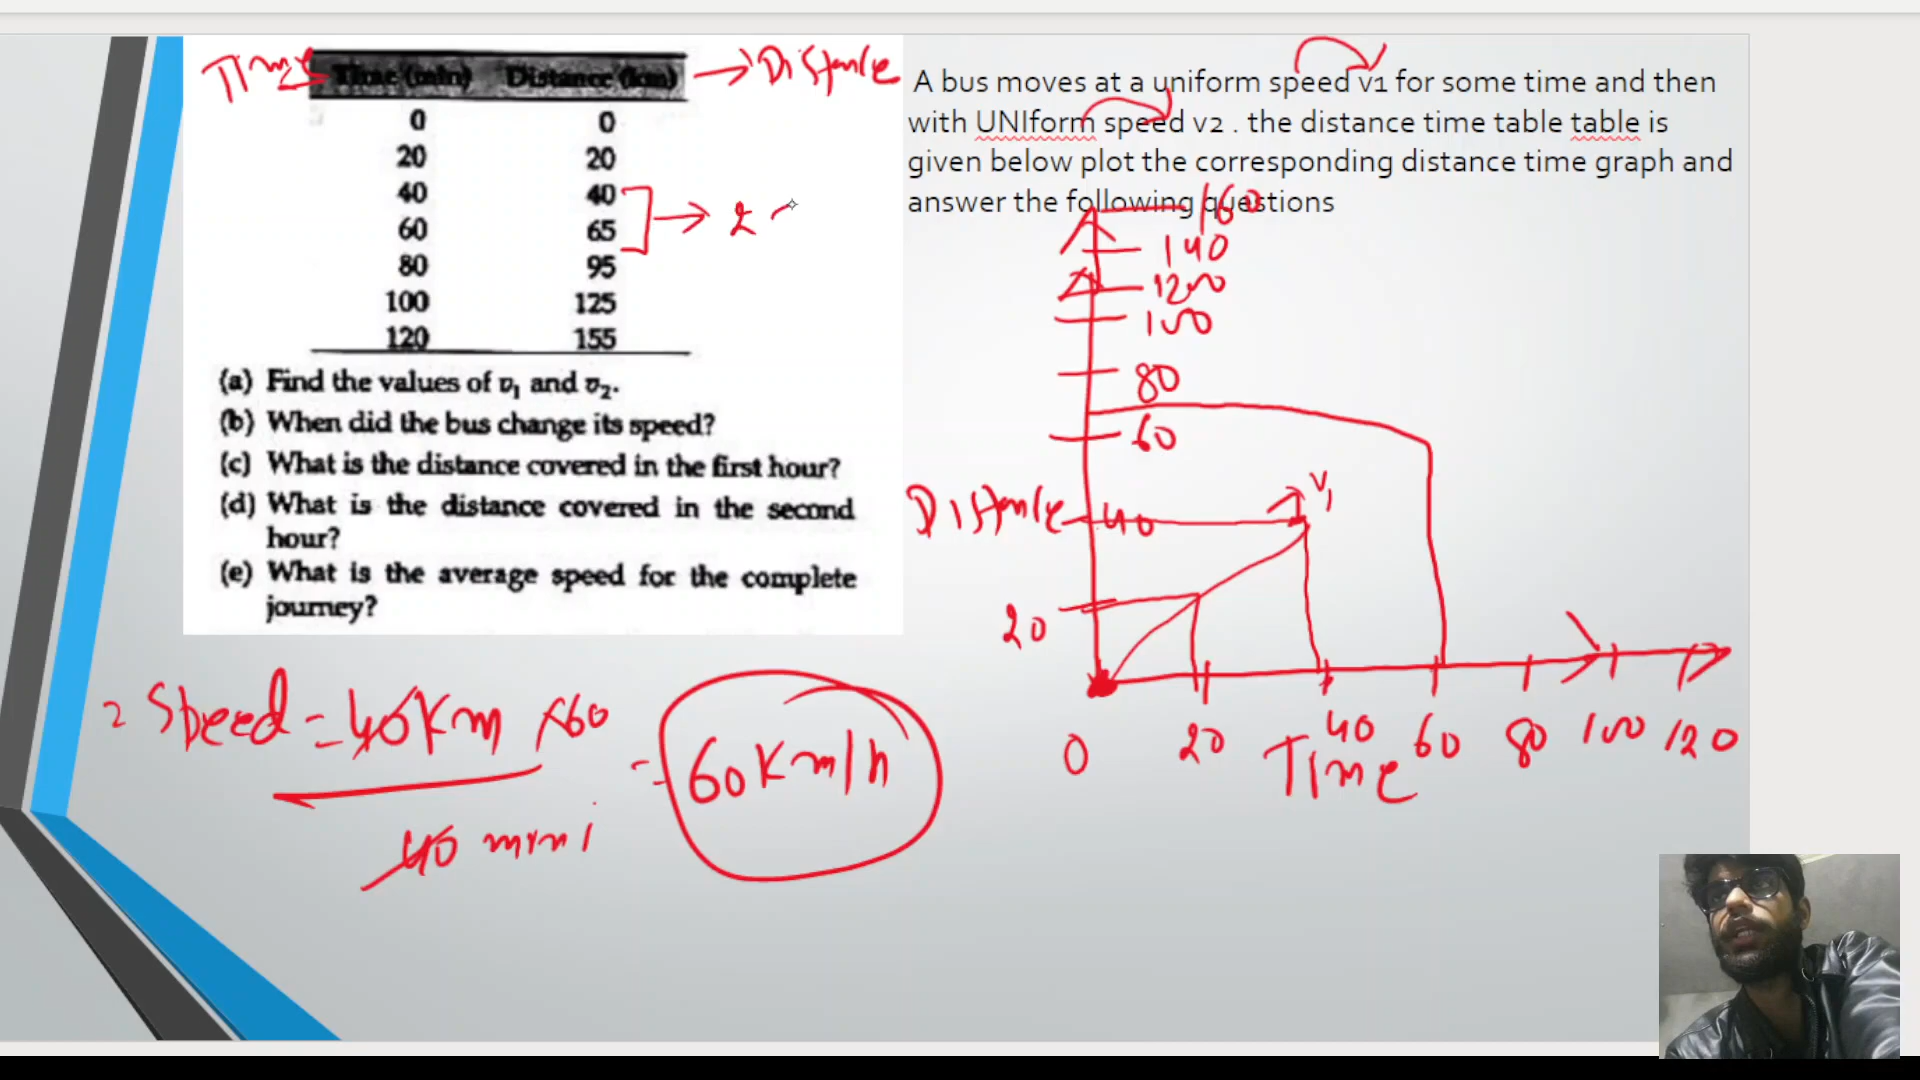 Time
Time (min) Distance (km)
→ Distance
0 0
20 20
40 40
60 65
80 95
100 125
120 155
→ 2
(a) Find the values of v₁ and v₂.
(b) When did the bus change its speed?
(c) What is the distance covered in the first hour?
(d) What is the distance covered in the second
hour?
(e) What is the average speed for the complete
journey?
A bus moves at a uniform speed v1 for some time and then
with UNIform speed v2 . the distance time table table is
given below plot the corresponding distance time graph and
answer the following questions
160
140
120
100
80
60
Distance 40
V₁
20
0 20 40 60 80 100 120
Time
Speed = 40Km ×60
40 mini
= 60Km/h